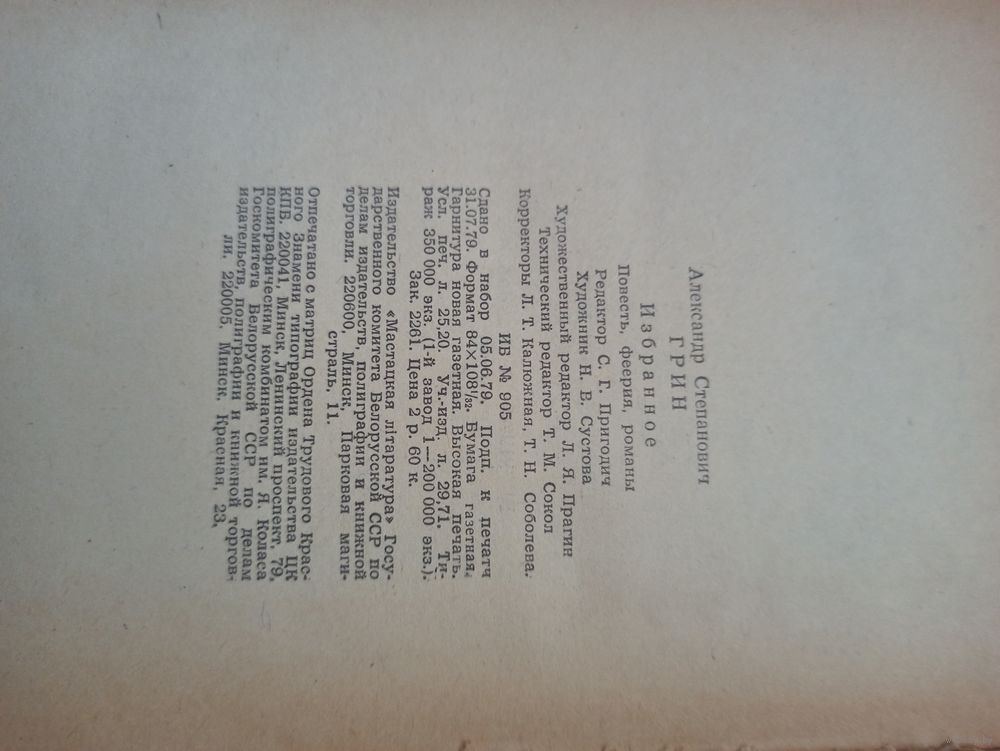 Александр Степанович
ГРИН
Избранное
Повесть, феерия, романы
Редактор С. Г. Пригодич
Художник Н. В. Сустова
Художественный редактор Л. Я. Прагин
Технический редактор Т. М. Сокол
Корректоры Л. Т. Калюжная, Т. Н. Соболева.
ИБ № 905
Сдано в набор 05.06.79. Подп. к печати
31.07.79. Формат 84×108¹/₃₂. Бумага газетная.
Гарнитура новая газетная. Высокая печать.
Усл. печ. л. 25,20. Уч.-изд. л. 29,71. Ти-
раж 350 000 экз. (1-й завод 1—200 000 экз.).
Зак. 2261. Цена 2 р. 60 к.
Издательство «Мастацкая літаратура» Госу-
дарственного комитета Белорусской ССР по
делам издательств, полиграфии и книжной
торговли. 220600, Минск, Парковая маги-
страль, 11.
Отпечатано с матриц Ордена Трудового Крас-
ного Знамени типографии издательства ЦК
КПБ. 220041, Минск, Ленинский проспект, 79,
полиграфическим комбинатом им. Я. Коласа
Госкомитета Белорусской ССР по делам
издательств, полиграфии и книжной торгов-
ли. 220005, Минск, Красная, 23.